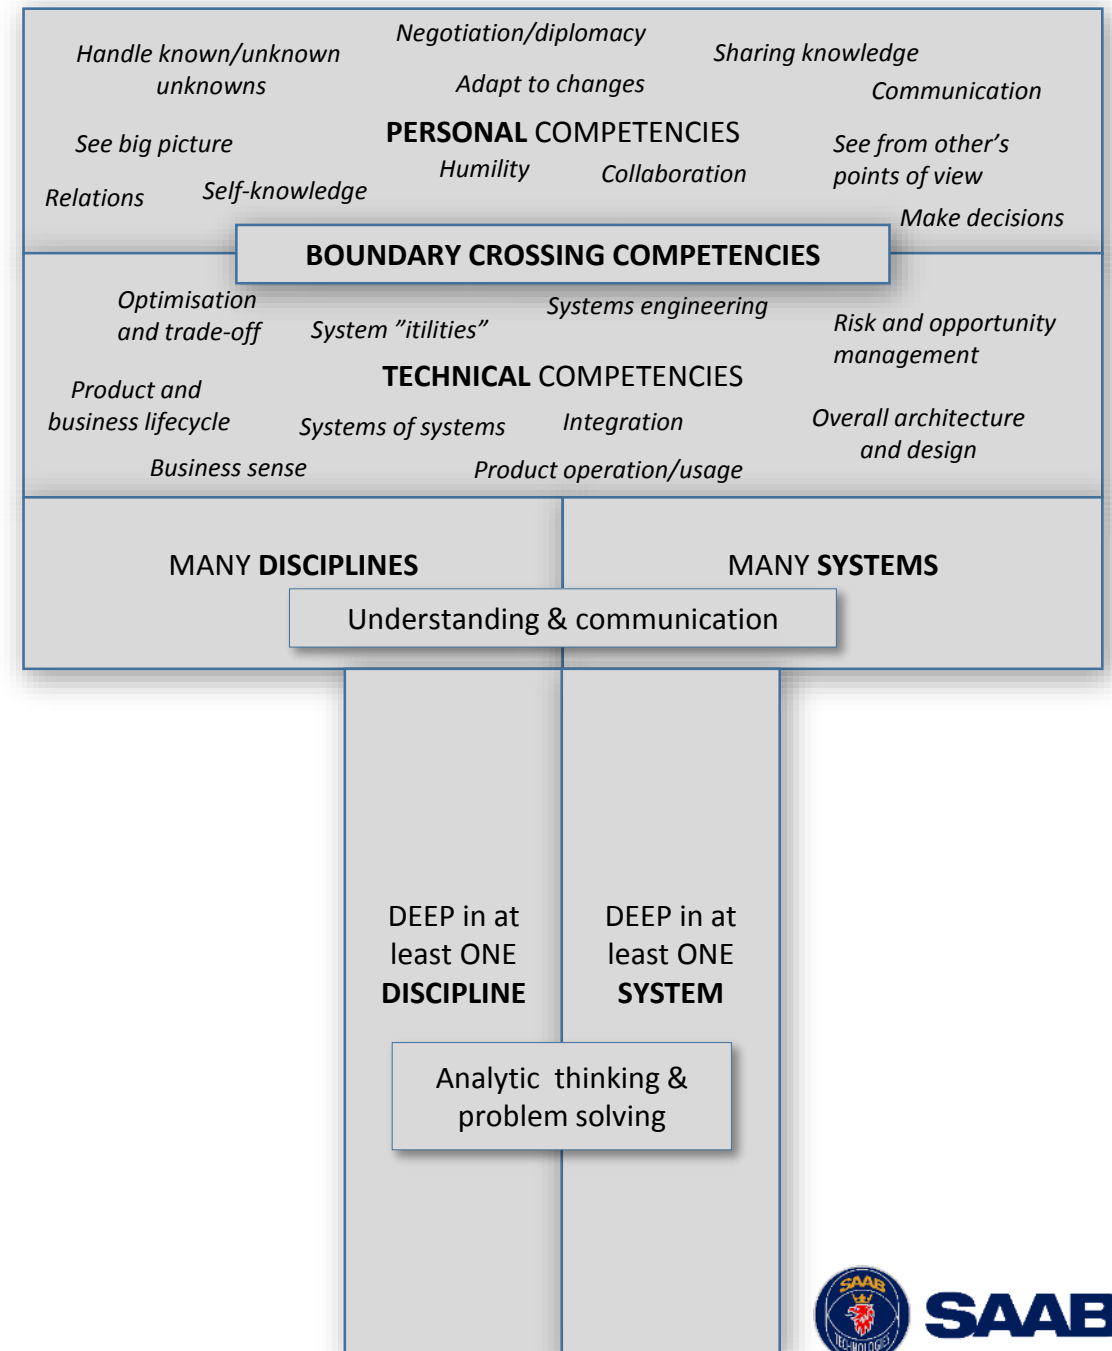 Negotiation/diplomacy
Handle known/unknown
unknowns
Sharing knowledge
Adapt to changes
Communication
PERSONAL COMPETENCIES
See big picture
See from other's
points of view
Humility
Collaboration
Relations
Self-knowledge
Make decisions
BOUNDARY CROSSING COMPETENCIES
Optimisation
and trade-off
System ”itilities”
Systems engineering
Risk and opportunity
management
TECHNICAL COMPETENCIES
Product and
business lifecycle
Systems of systems
Integration
Overall architecture
and design
Business sense
Product operation/usage
MANY DISCIPLINES
MANY SYSTEMS
Understanding & communication
DEEP in at
least ONE
DISCIPLINE
DEEP in at
least ONE
SYSTEM
Analytic thinking &
problem solving
SAAB
TECHNOLOGIES
SAAB